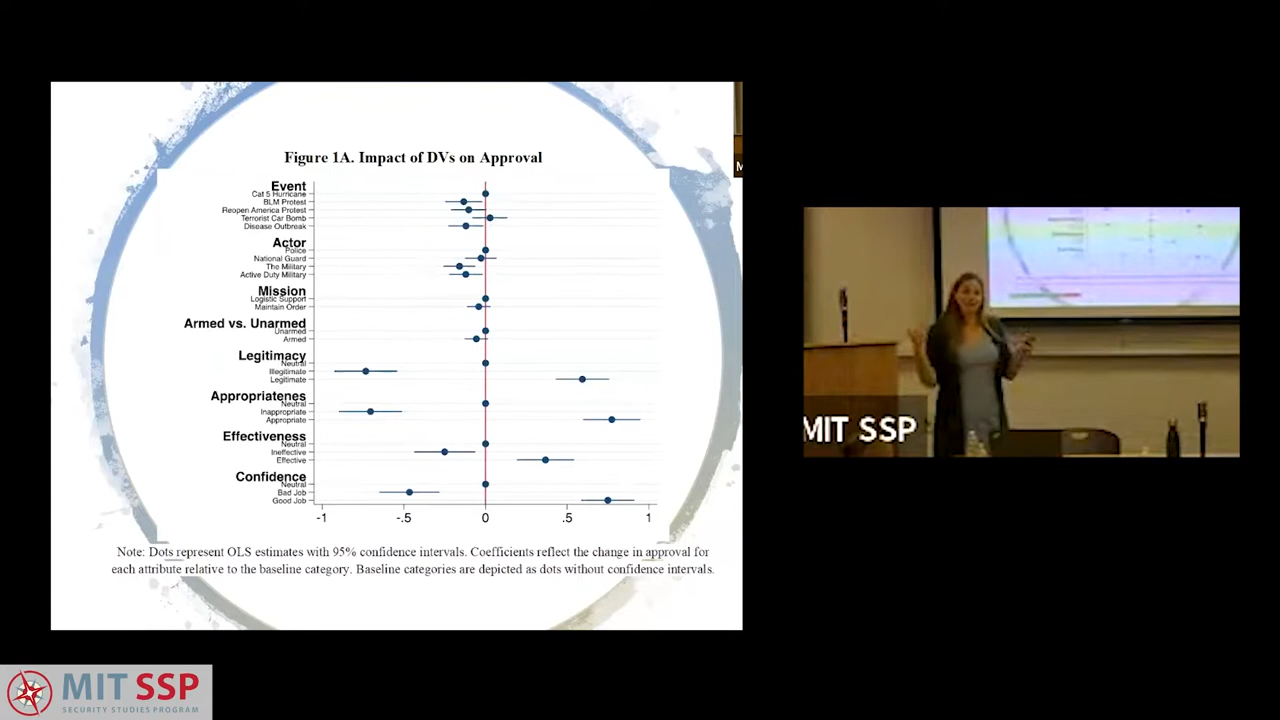 Figure 1A. Impact of DVs on Approval
Event
Cat 5 Hurricane
BLM Protest
Reopen America Protest
Terrorist Car Bomb
Disease Outbreak
Actor
Police
National Guard
The Military
Active Duty Military
Mission
Logistic Support
Maintain Order
Armed vs. Unarmed
Unarmed
Armed
Legitimacy
Neutral
Illegitimate
Legitimate
Appropriatenes
Neutral
Inappropriate
Appropriate
Effectiveness
Neutral
Ineffective
Effective
Confidence
Neutral
Bad Job
Good Job
-1 -.5 0 .5 1
Note: Dots represent OLS estimates with 95% confidence intervals. Coefficients reflect the change in approval for
each attribute relative to the baseline category. Baseline categories are depicted as dots without confidence intervals.
M
MIT SSP
MIT SSP
SECURITY STUDIES PROGRAM